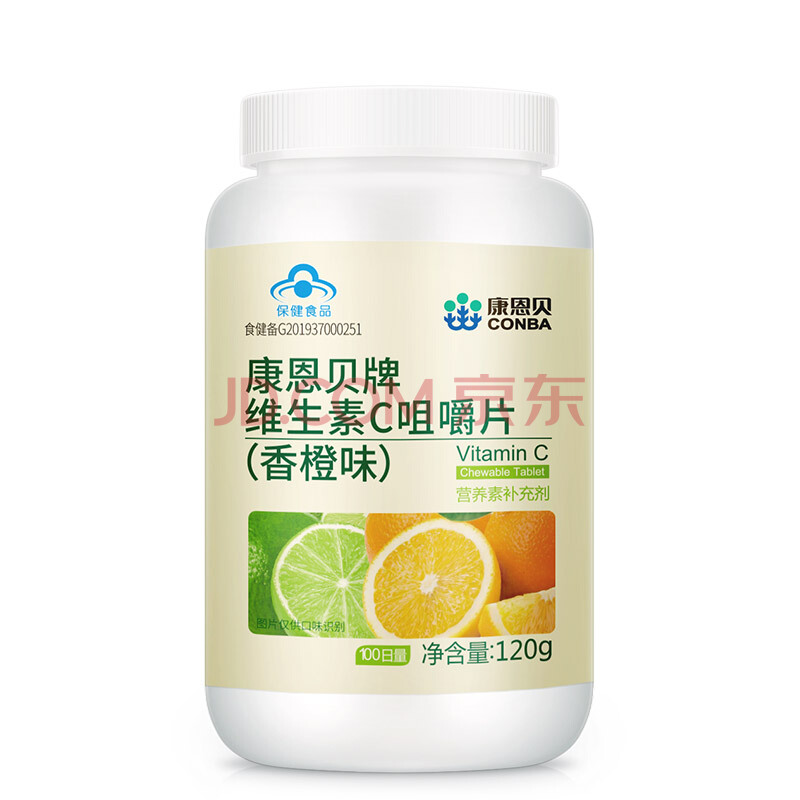 保健食品
食健备G201937000251
康恩贝
CONBA
康恩贝牌
维生素C咀嚼片
(香橙味)
Vitamin C
Chewable Tablet
营养素补充剂
JD.COM 京东
图片仅供口味识别
100日量
净含量:120g